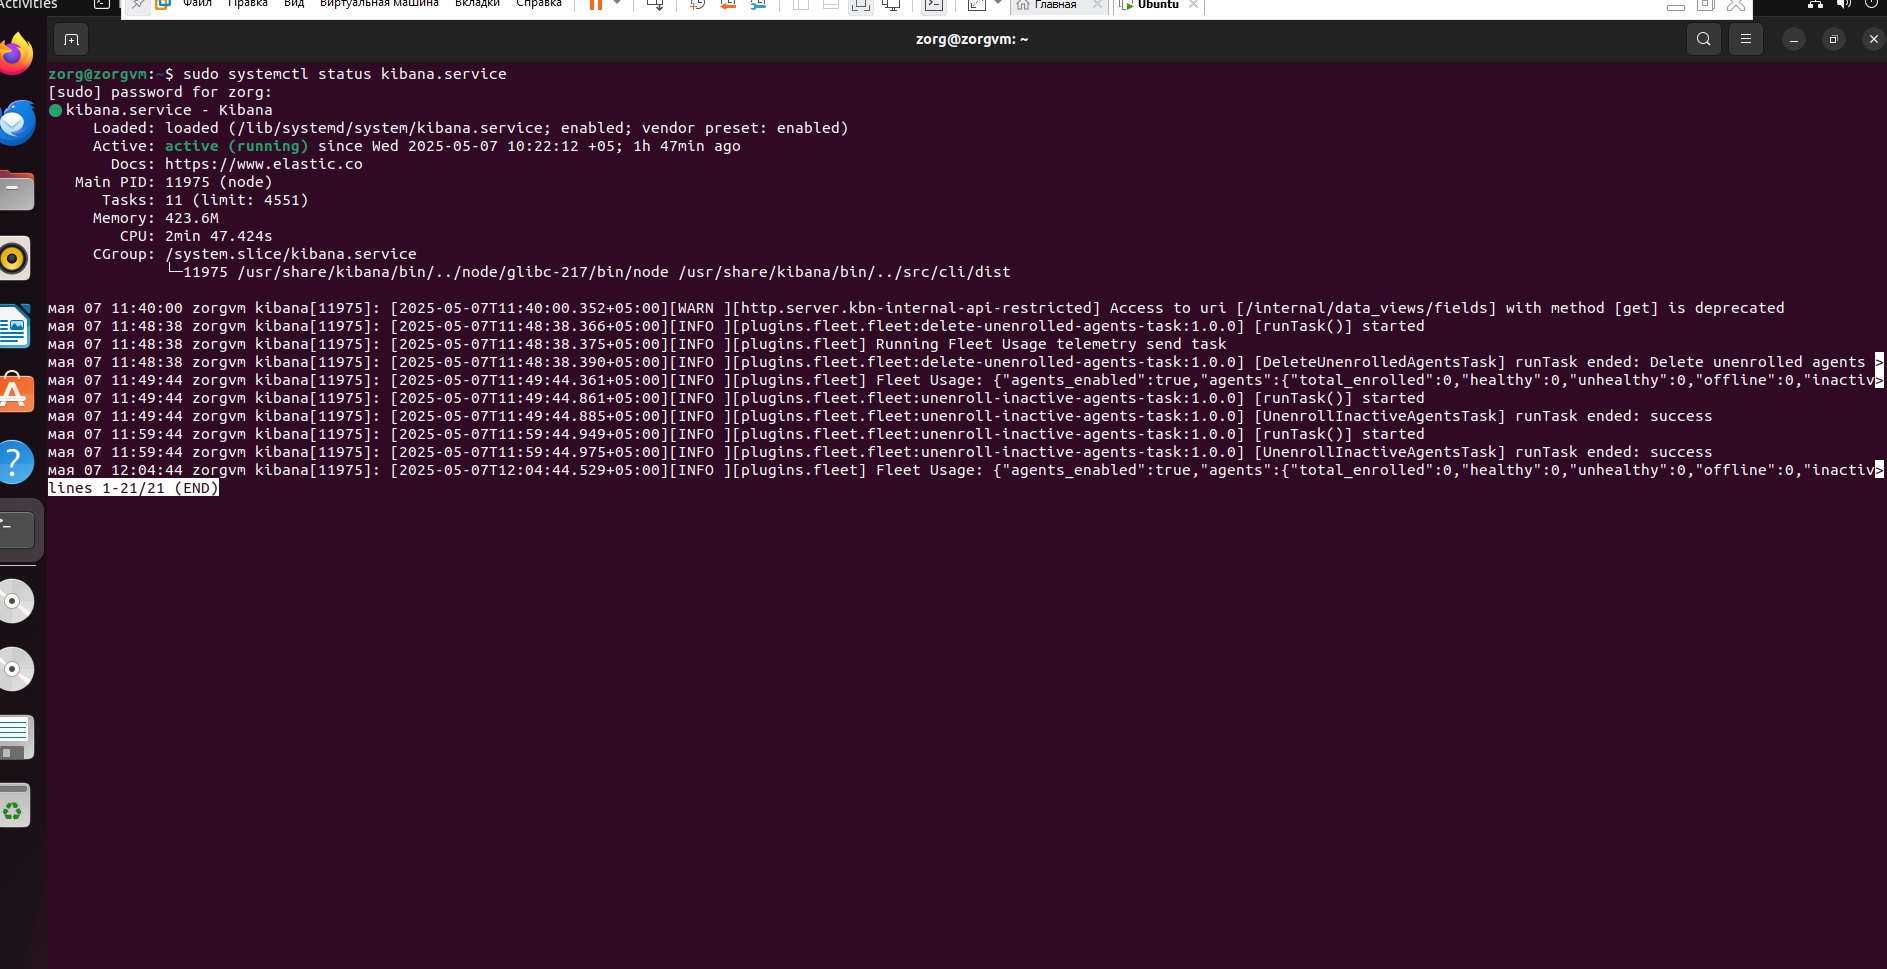 Activities
Файл Правка Вид Виртуальная машина Вкладки Справка Главная Ubuntu
zorg@zorgvm: ~
zorg@zorgvm:~$ sudo systemctl status kibana.service
[sudo] password for zorg:
kibana.service - Kibana
Loaded: loaded (/lib/systemd/system/kibana.service; enabled; vendor preset: enabled)
Active: active (running) since Wed 2025-05-07 10:22:12 +05; 1h 47min ago
Docs: https://www.elastic.co
Main PID: 11975 (node)
Tasks: 11 (limit: 4551)
Memory: 423.6M
CPU: 2min 47.424s
CGroup: /system.slice/kibana.service
└─11975 /usr/share/kibana/bin/../node/glibc-217/bin/node /usr/share/kibana/bin/../src/cli/dist
мая 07 11:40:00 zorgvm kibana[11975]: [2025-05-07T11:40:00.352+05:00][WARN ][http.server.kbn-internal-api-restricted] Access to uri [/internal/data_views/fields] with method [get] is deprecated
мая 07 11:48:38 zorgvm kibana[11975]: [2025-05-07T11:48:38.366+05:00][INFO ][plugins.fleet.fleet:delete-unenrolled-agents-task:1.0.0] [runTask()] started
мая 07 11:48:38 zorgvm kibana[11975]: [2025-05-07T11:48:38.375+05:00][INFO ][plugins.fleet] Running Fleet Usage telemetry send task
мая 07 11:48:38 zorgvm kibana[11975]: [2025-05-07T11:48:38.390+05:00][INFO ][plugins.fleet.fleet:delete-unenrolled-agents-task:1.0.0] [DeleteUnenrolledAgentsTask] runTask ended: Delete unenrolled agents >
мая 07 11:49:44 zorgvm kibana[11975]: [2025-05-07T11:49:44.361+05:00][INFO ][plugins.fleet] Fleet Usage: {"agents_enabled":true,"agents":{"total_enrolled":0,"healthy":0,"unhealthy":0,"offline":0,"inactiv>
мая 07 11:49:44 zorgvm kibana[11975]: [2025-05-07T11:49:44.861+05:00][INFO ][plugins.fleet.fleet:unenroll-inactive-agents-task:1.0.0] [runTask()] started
мая 07 11:49:44 zorgvm kibana[11975]: [2025-05-07T11:49:44.885+05:00][INFO ][plugins.fleet.fleet:unenroll-inactive-agents-task:1.0.0] [UnenrollInactiveAgentsTask] runTask ended: success
мая 07 11:59:44 zorgvm kibana[11975]: [2025-05-07T11:59:44.949+05:00][INFO ][plugins.fleet.fleet:unenroll-inactive-agents-task:1.0.0] [runTask()] started
мая 07 11:59:44 zorgvm kibana[11975]: [2025-05-07T11:59:44.975+05:00][INFO ][plugins.fleet.fleet:unenroll-inactive-agents-task:1.0.0] [UnenrollInactiveAgentsTask] runTask ended: success
мая 07 12:04:44 zorgvm kibana[11975]: [2025-05-07T12:04:44.529+05:00][INFO ][plugins.fleet] Fleet Usage: {"agents_enabled":true,"agents":{"total_enrolled":0,"healthy":0,"unhealthy":0,"offline":0,"inactiv>
lines 1-21/21 (END)